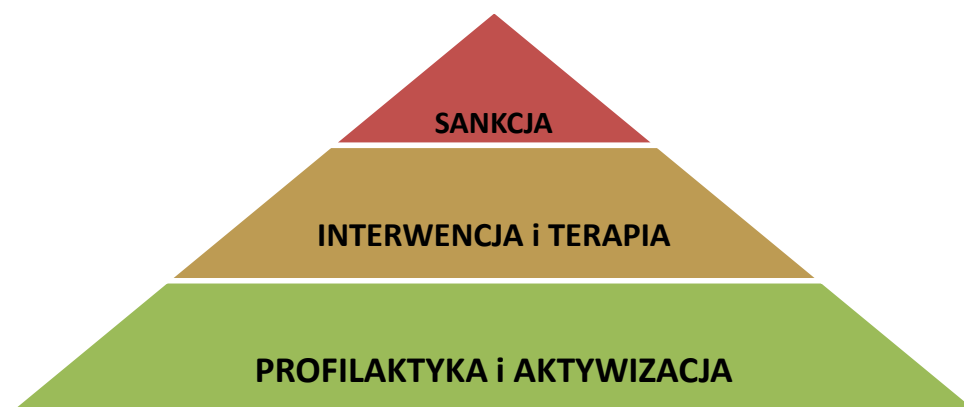 SANKCJA
INTERWENCJA i TERAPIA
PROFILAKTYKA i AKTYWIZACJA